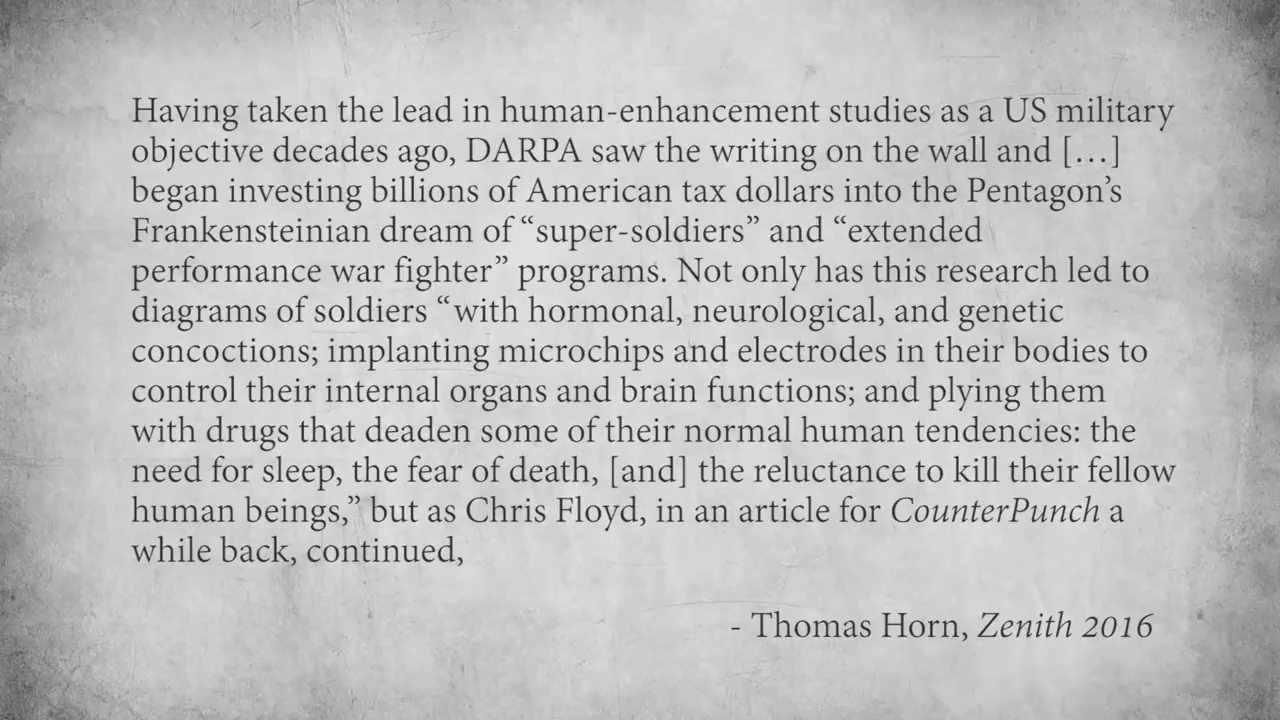 Having taken the lead in human-enhancement studies as a US military
objective decades ago, DARPA saw the writing on the wall and […]
began investing billions of American tax dollars into the Pentagon’s
Frankensteinian dream of “super-soldiers” and “extended
performance war fighter” programs. Not only has this research led to
diagrams of soldiers “with hormonal, neurological, and genetic
concoctions; implanting microchips and electrodes in their bodies to
control their internal organs and brain functions; and plying them
with drugs that deaden some of their normal human tendencies: the
need for sleep, the fear of death, [and] the reluctance to kill their fellow
human beings,” but as Chris Floyd, in an article for CounterPunch a
while back, continued,
- Thomas Horn, Zenith 2016